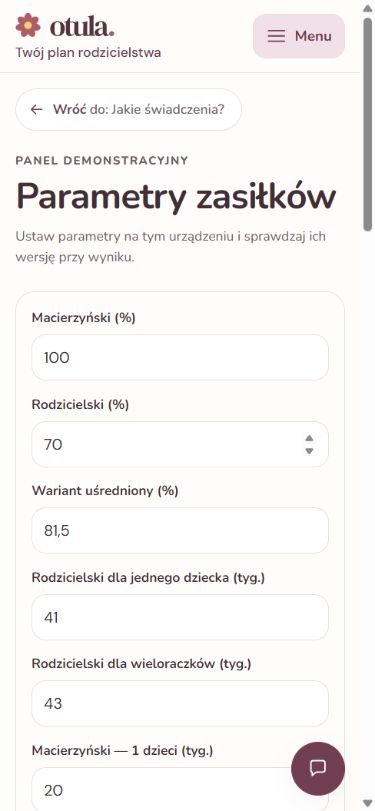 otula.
Twój plan rodzicielstwa
Menu
Wróć do: Jakie świadczenia?
PANEL DEMONSTRACYJNY
Parametry zasiłków
Ustaw parametry na tym urządzeniu i sprawdzaj ich
wersję przy wyniku.
Macierzyński (%)
100
Rodzicielski (%)
70
Wariant uśredniony (%)
81,5
Rodzicielski dla jednego dziecka (tyg.)
41
Rodzicielski dla wieloraczków (tyg.)
43
Macierzyński — 1 dzieci (tyg.)
20